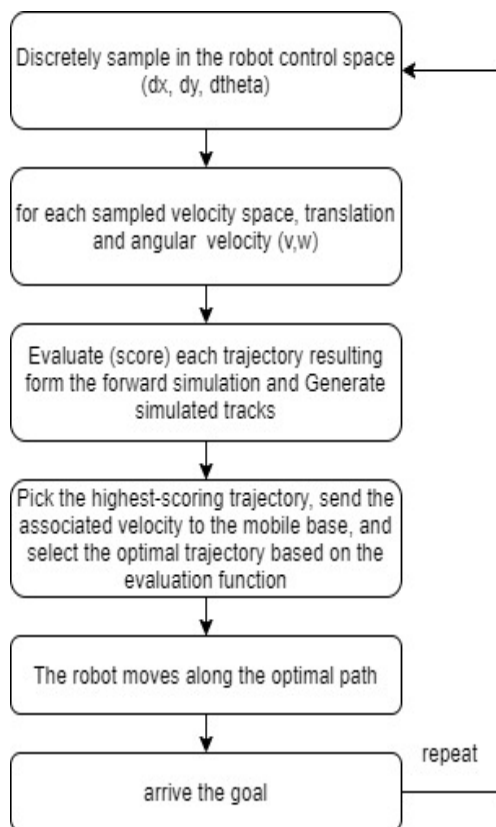 Discretely sample in the robot control space
(dx, dy, dtheta)
for each sampled velocity space, translation
and angular velocity (v,w)
Evaluate (score) each trajectory resulting
form the forward simulation and Generate
simulated tracks
Pick the highest-scoring trajectory, send the
associated velocity to the mobile base, and
select the optimal trajectory based on the
evaluation function
The robot moves along the optimal path
arrive the goal
repeat